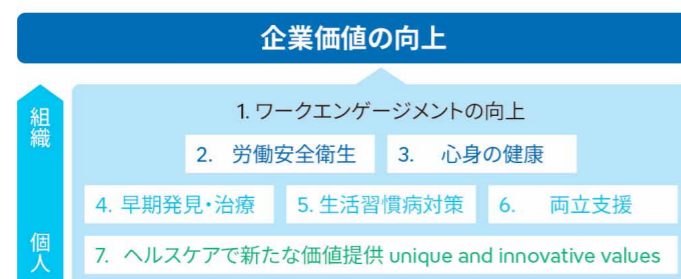 企業価値の向上
組織
1. ワークエンゲージメントの向上
2. 労働安全衛生
3. 心身の健康
4. 早期発見・治療
5. 生活習慣病対策
6. 両立支援
個人
7. ヘルスケアで新たな価値提供 unique and innovative values